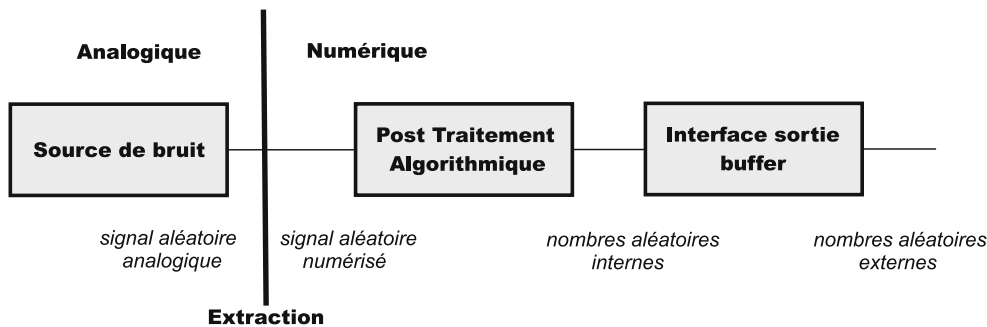 Analogique
Numérique
Source de bruit
Post Traitement
Algorithmique
Interface sortie
buffer
signal aléatoire
analogique
signal aléatoire
numérisé
nombres aléatoires
internes
nombres aléatoires
externes
Extraction